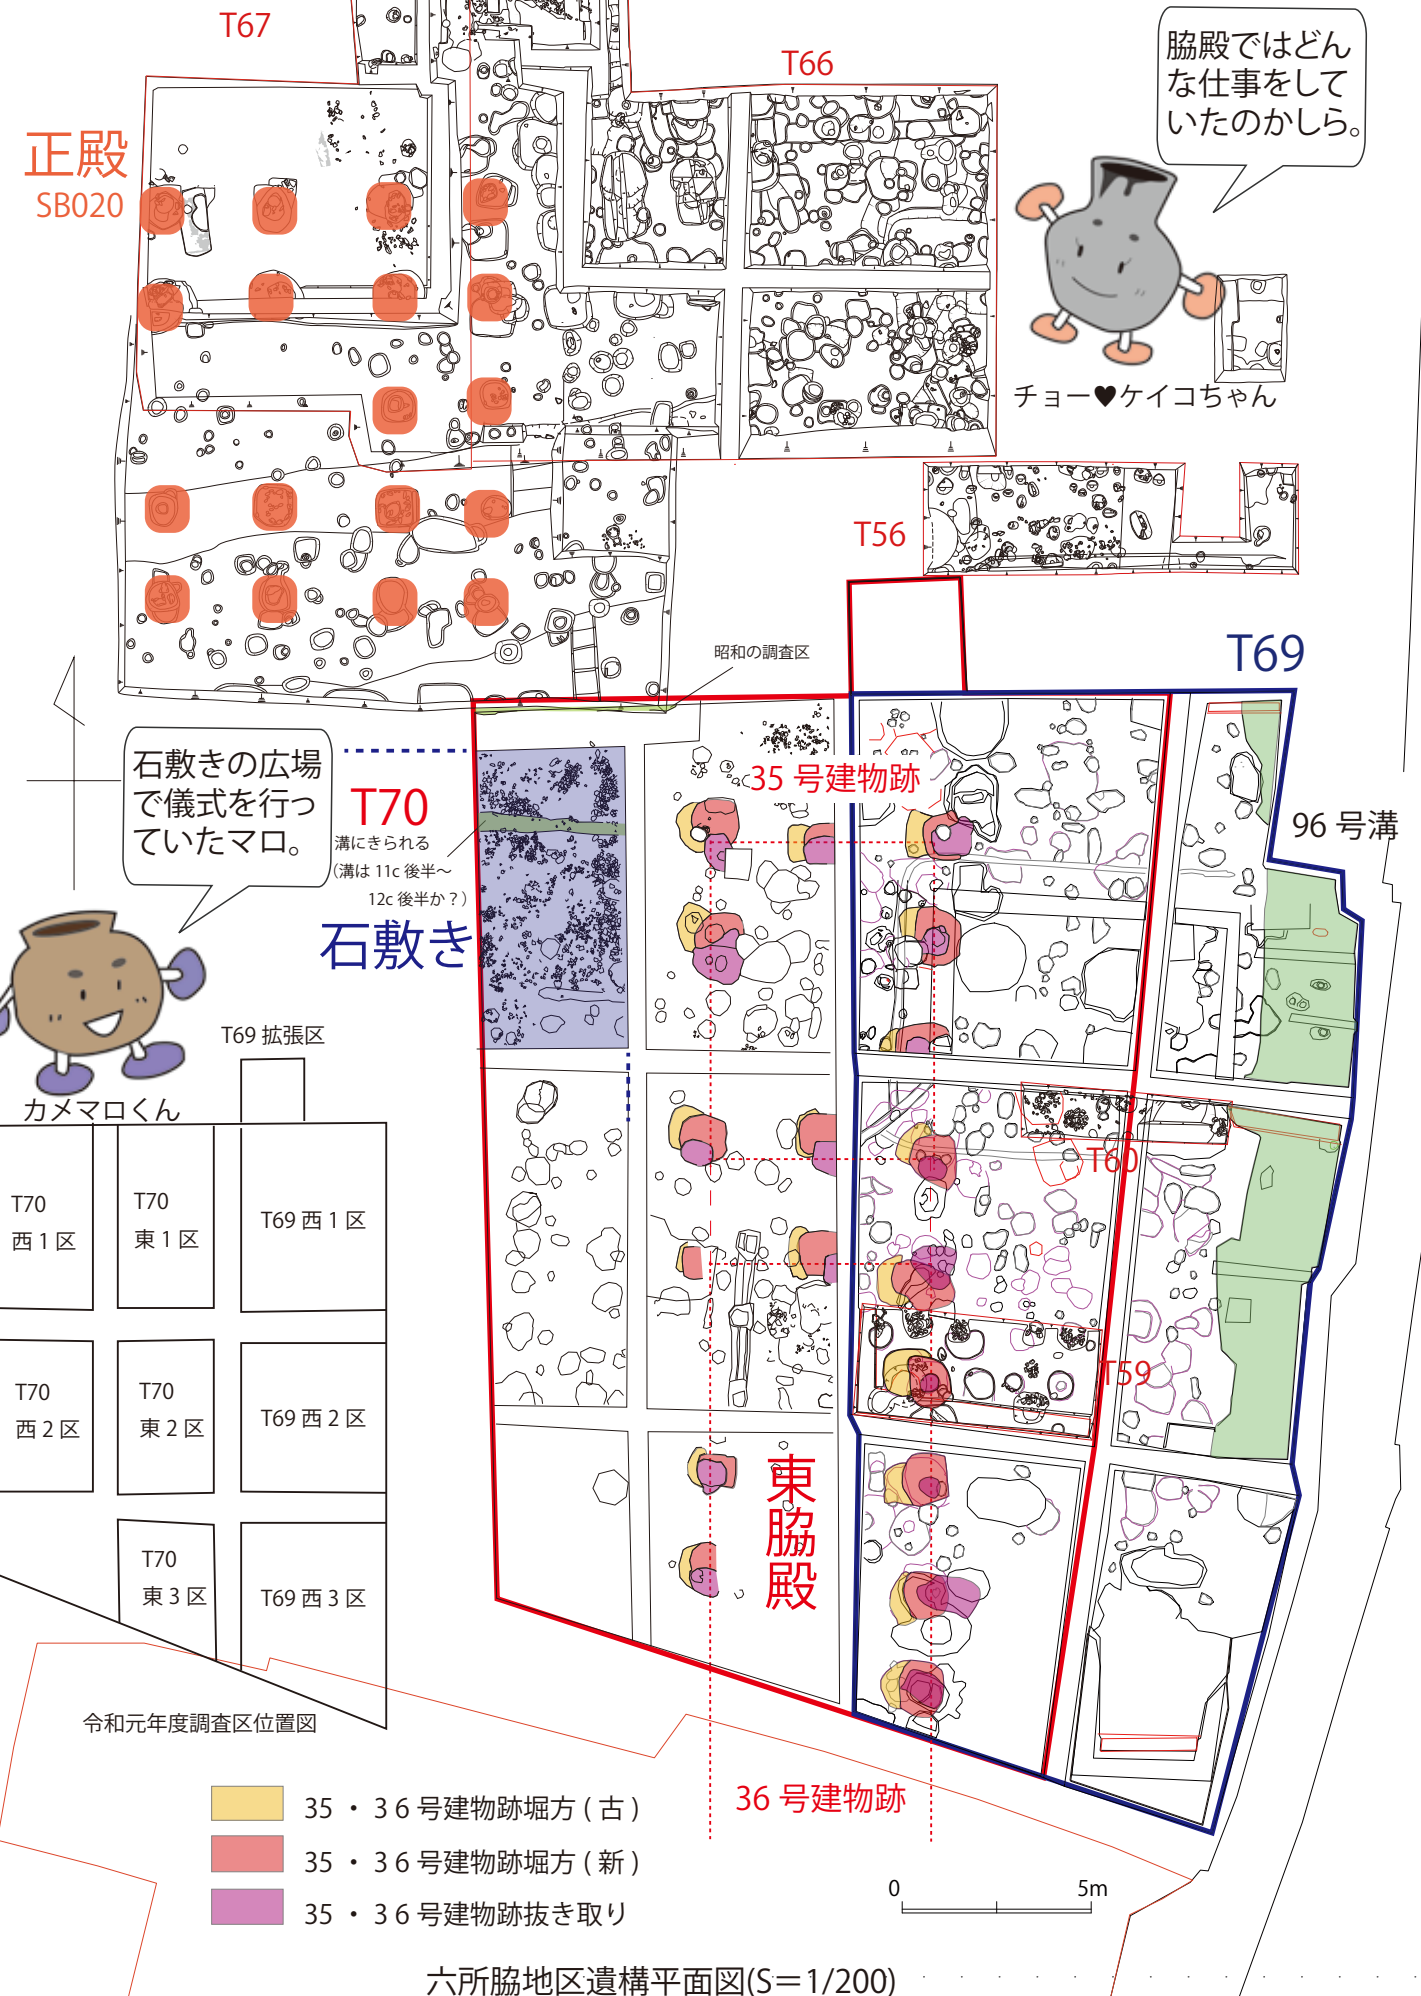 T67
T66
脇殿ではどん
な仕事をして
いたのかしら。
正殿
SB020
チョー♥ケイコちゃん
T56
昭和の調査区
T69
石敷きの広場
で儀式を行っ
ていたマロ。
35 号建物跡
T70
溝にきられる
(溝は 11c 後半～
12c 後半か？)
96 号溝
石敷き
カメマロくん
T69 拡張区
T60
T70
西 1 区
T70
東 1 区
T69 西 1 区
T59
T70
西 2 区
T70
東 2 区
T69 西 2 区
東脇殿
T70
東 3 区
T69 西 3 区
令和元年度調査区位置図
36 号建物跡
35 ・ 3 6 号建物跡堀方 ( 古 )
35 ・ 3 6 号建物跡堀方 ( 新 )
35 ・ 3 6 号建物跡抜き取り
0 5m
六所脇地区遺構平面図(S＝1/200)